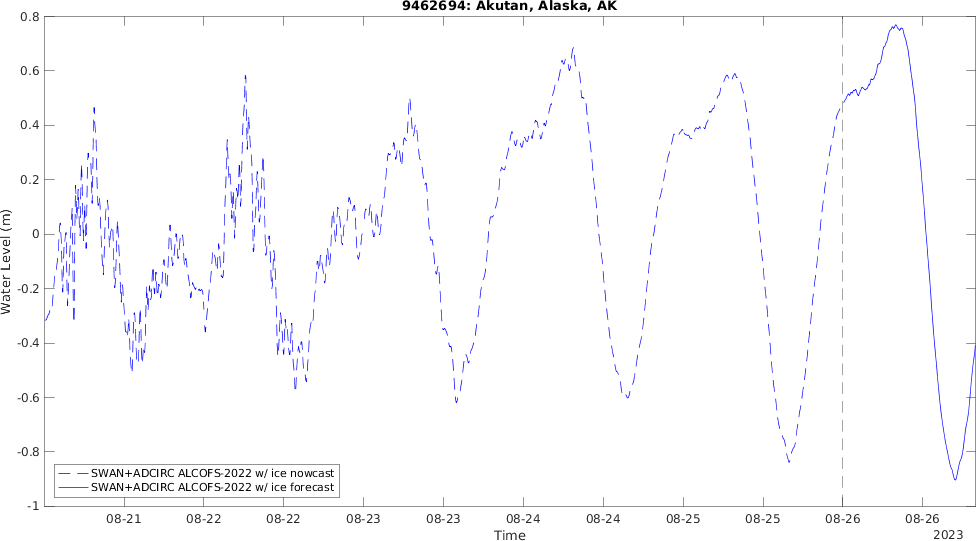 9462694: Akutan, Alaska, AK
Water Level (m)
0.8
0.6
0.4
0.2
0
-0.2
-0.4
-0.6
-0.8
-1
SWAN+ADCIRC ALCOFS-2022 w/ ice nowcast
SWAN+ADCIRC ALCOFS-2022 w/ ice forecast
08-21 08-22 08-22 08-23 08-23 08-24 08-24 08-25 08-25 08-26 08-26
Time
2023